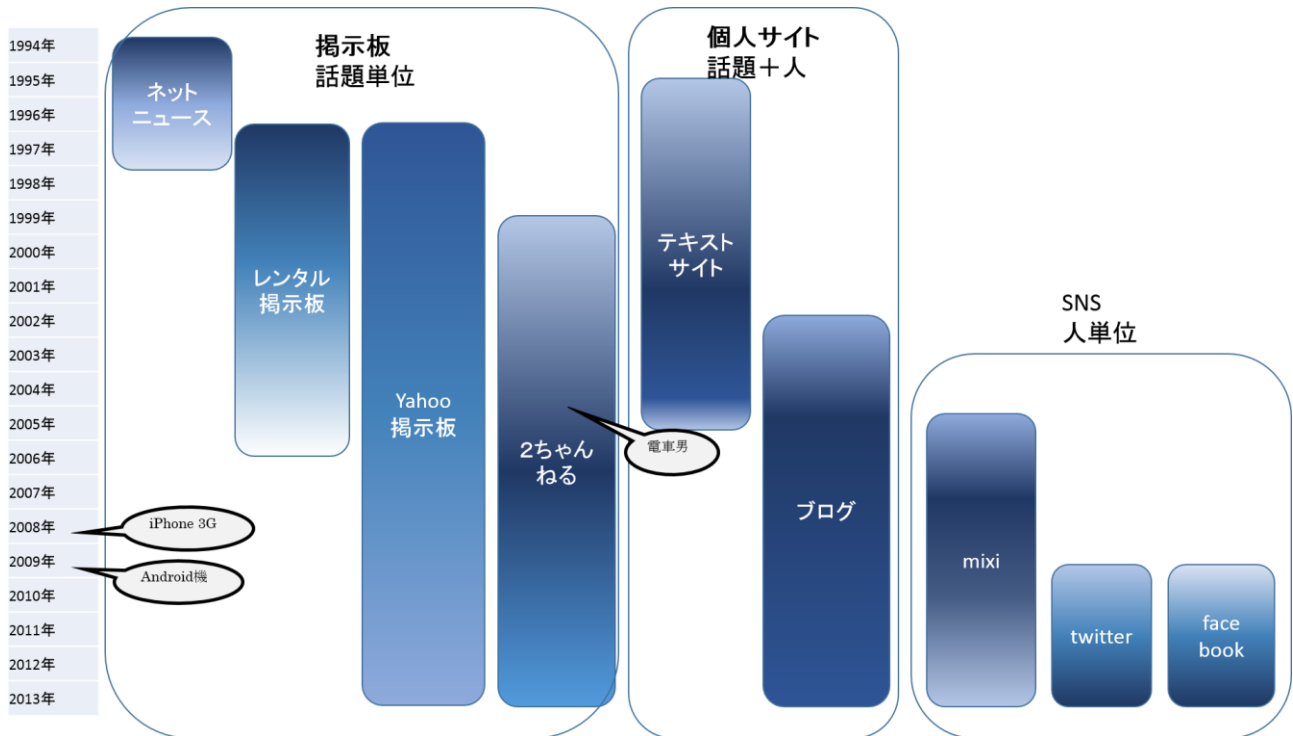 1994年
1995年
1996年
1997年
1998年
1999年
2000年
2001年
2002年
2003年
2004年
2005年
2006年
2007年
2008年
2009年
2010年
2011年
2012年
2013年
掲示板
話題単位
ネット
ニュース
レンタル
掲示板
Yahoo
掲示板
2ちゃん
ねる
電車男
iPhone 3G
Android機
個人サイト
話題＋人
テキスト
サイト
ブログ
SNS
人単位
mixi
twitter
face
book